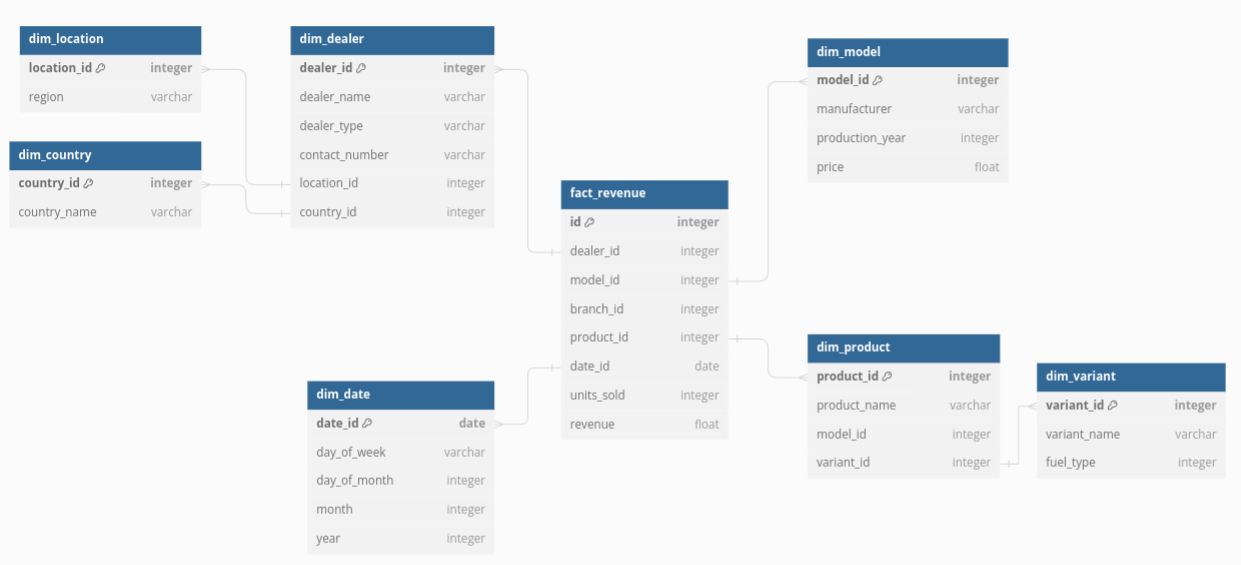 dim_location
location_id integer
region varchar
dim_country
country_id integer
country_name varchar
dim_dealer
dealer_id integer
dealer_name varchar
dealer_type varchar
contact_number varchar
location_id integer
country_id integer
dim_date
date_id date
day_of_week varchar
day_of_month integer
month integer
year integer
fact_revenue
id integer
dealer_id integer
model_id integer
branch_id integer
product_id integer
date_id date
units_sold integer
revenue float
dim_model
model_id integer
manufacturer varchar
production_year integer
price float
dim_product
product_id integer
product_name varchar
model_id integer
variant_id integer
dim_variant
variant_id integer
variant_name varchar
fuel_type integer